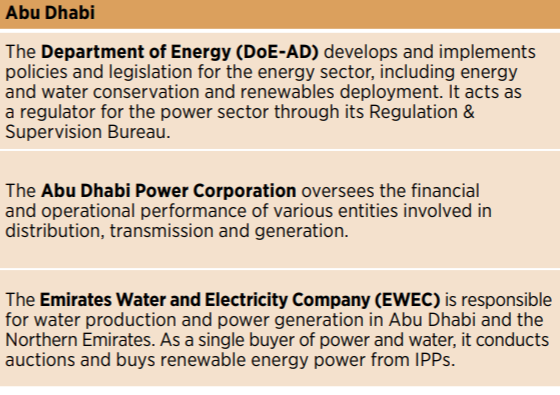 Abu Dhabi
The Department of Energy (DoE-AD) develops and implements
policies and legislation for the energy sector, including energy
and water conservation and renewables deployment. It acts as
a regulator for the power sector through its Regulation &
Supervision Bureau.
The Abu Dhabi Power Corporation oversees the financial
and operational performance of various entities involved in
distribution, transmission and generation.
The Emirates Water and Electricity Company (EWEC) is responsible
for water production and power generation in Abu Dhabi and the
Northern Emirates. As a single buyer of power and water, it conducts
auctions and buys renewable energy power from IPPs.